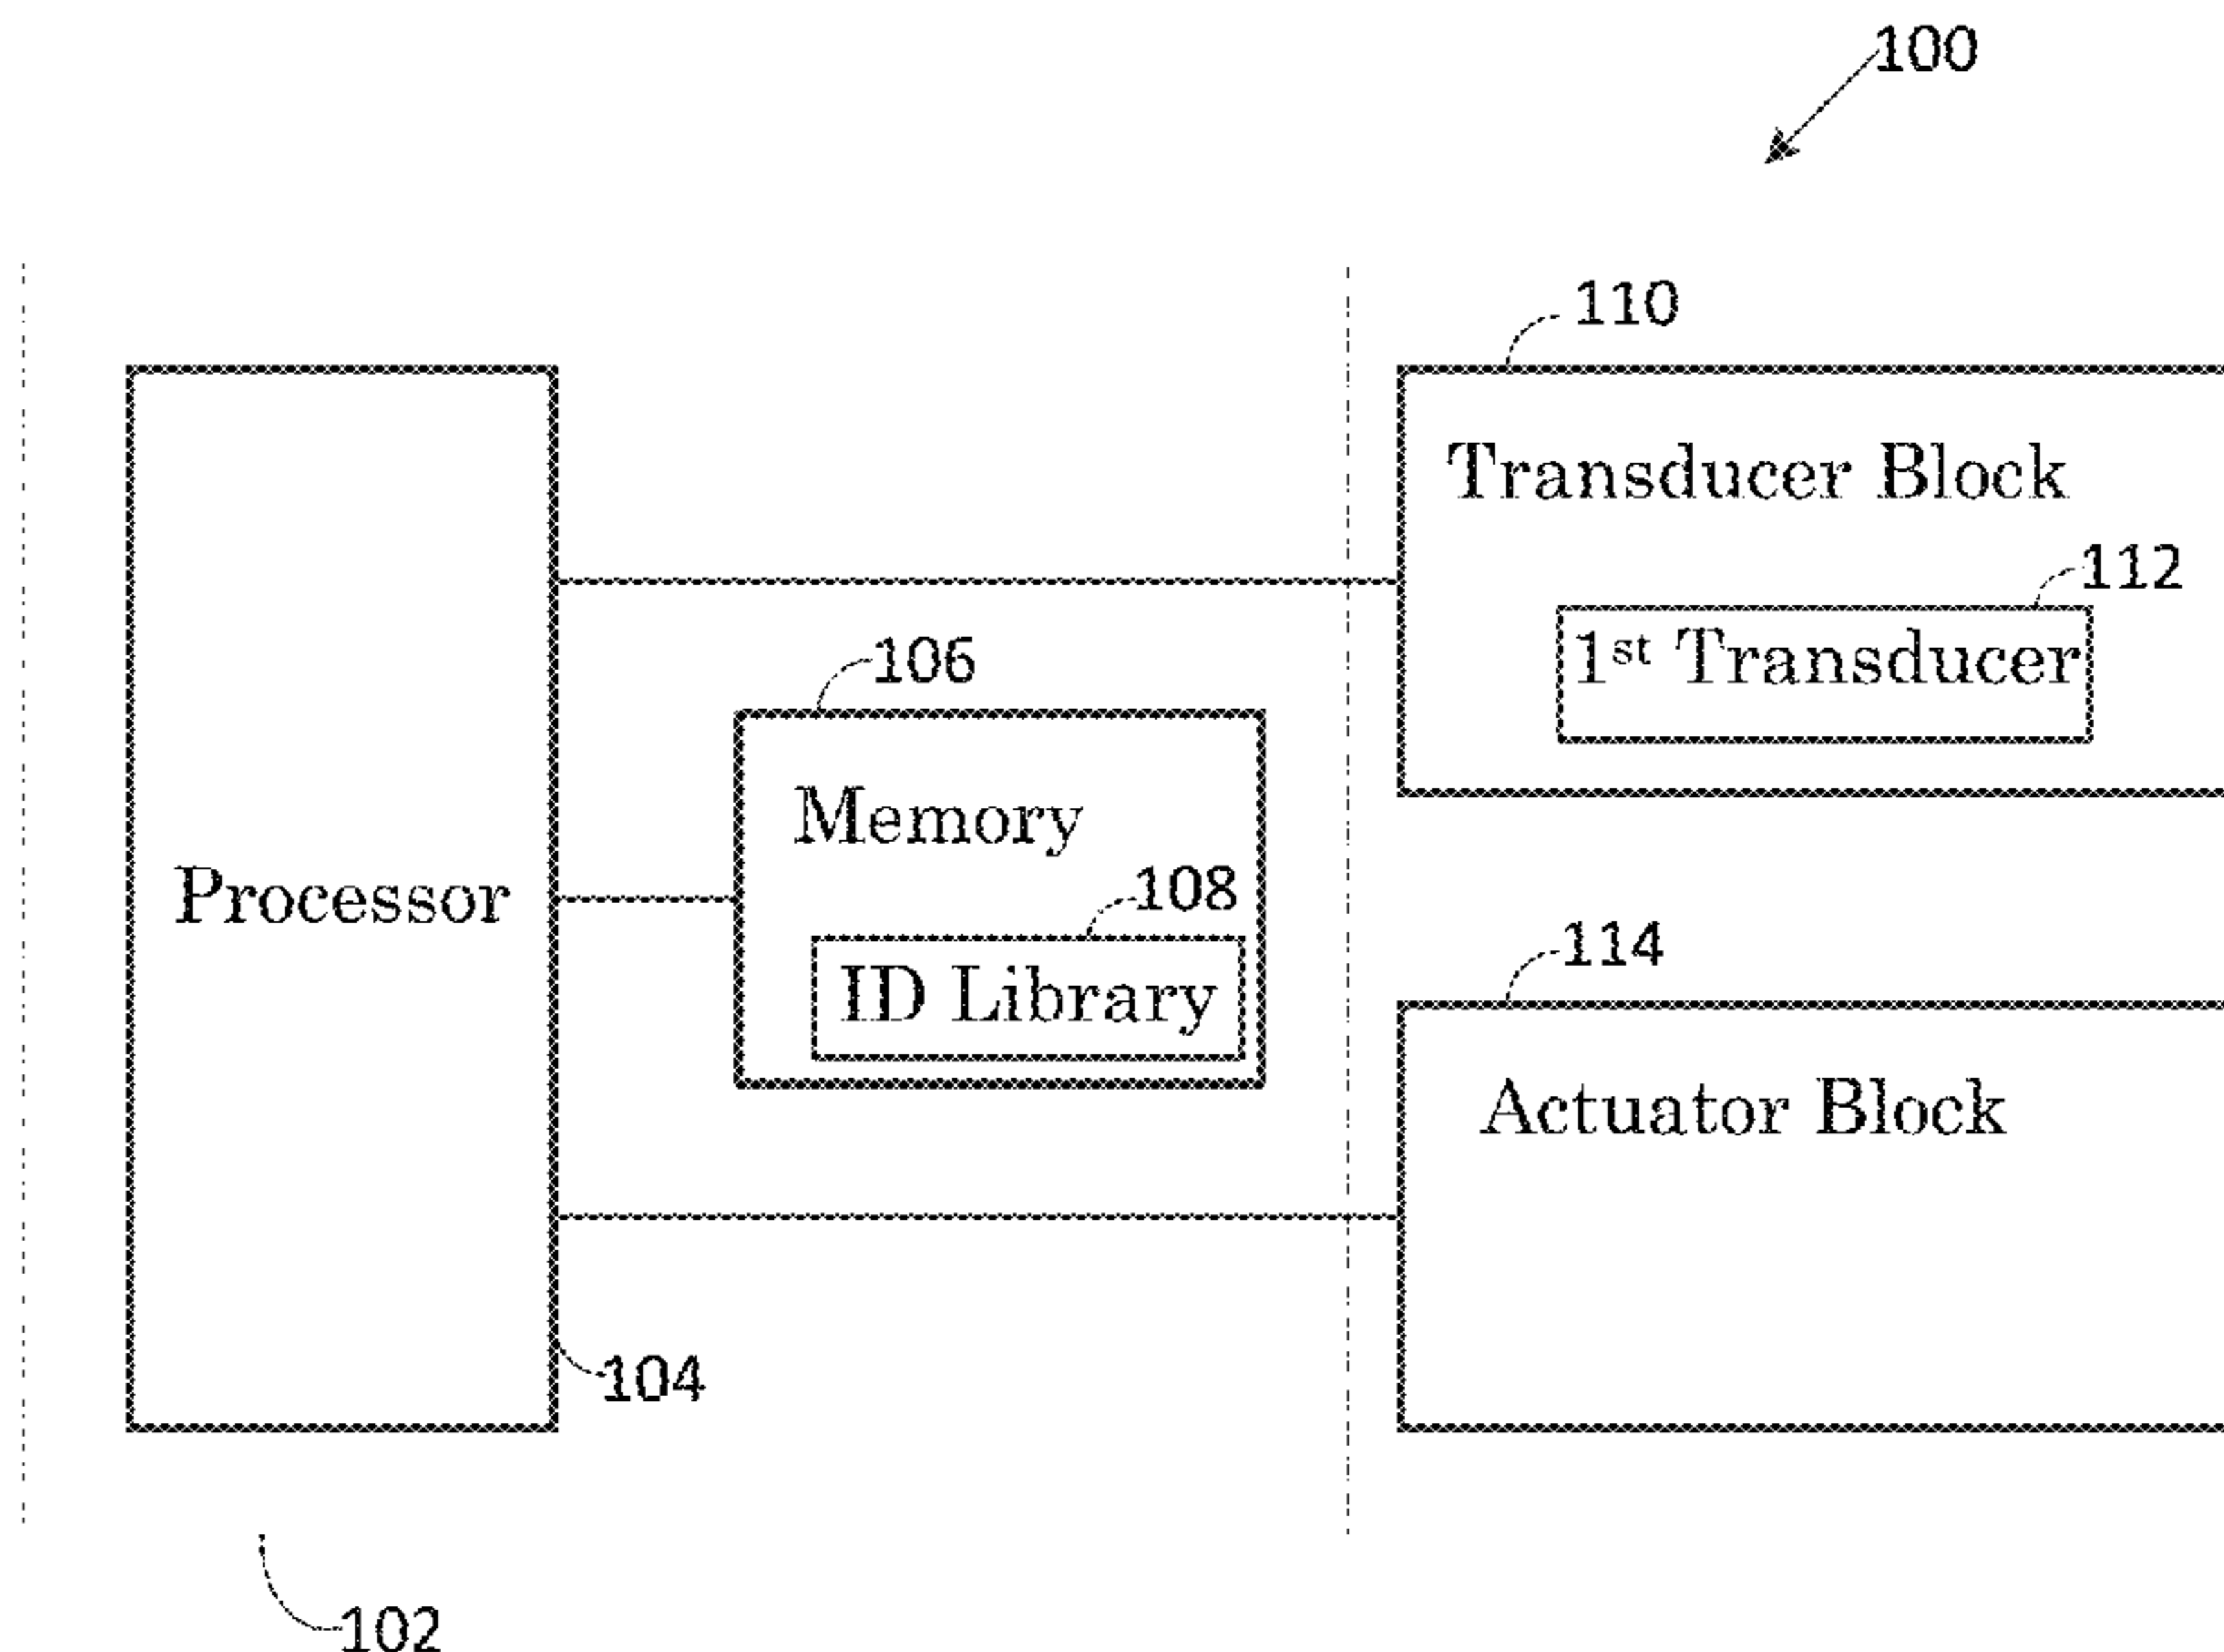 100
110
Transducer Block
112
1st Transducer
106
Memory
108
ID Library
Processor
114
Actuator Block
104
102